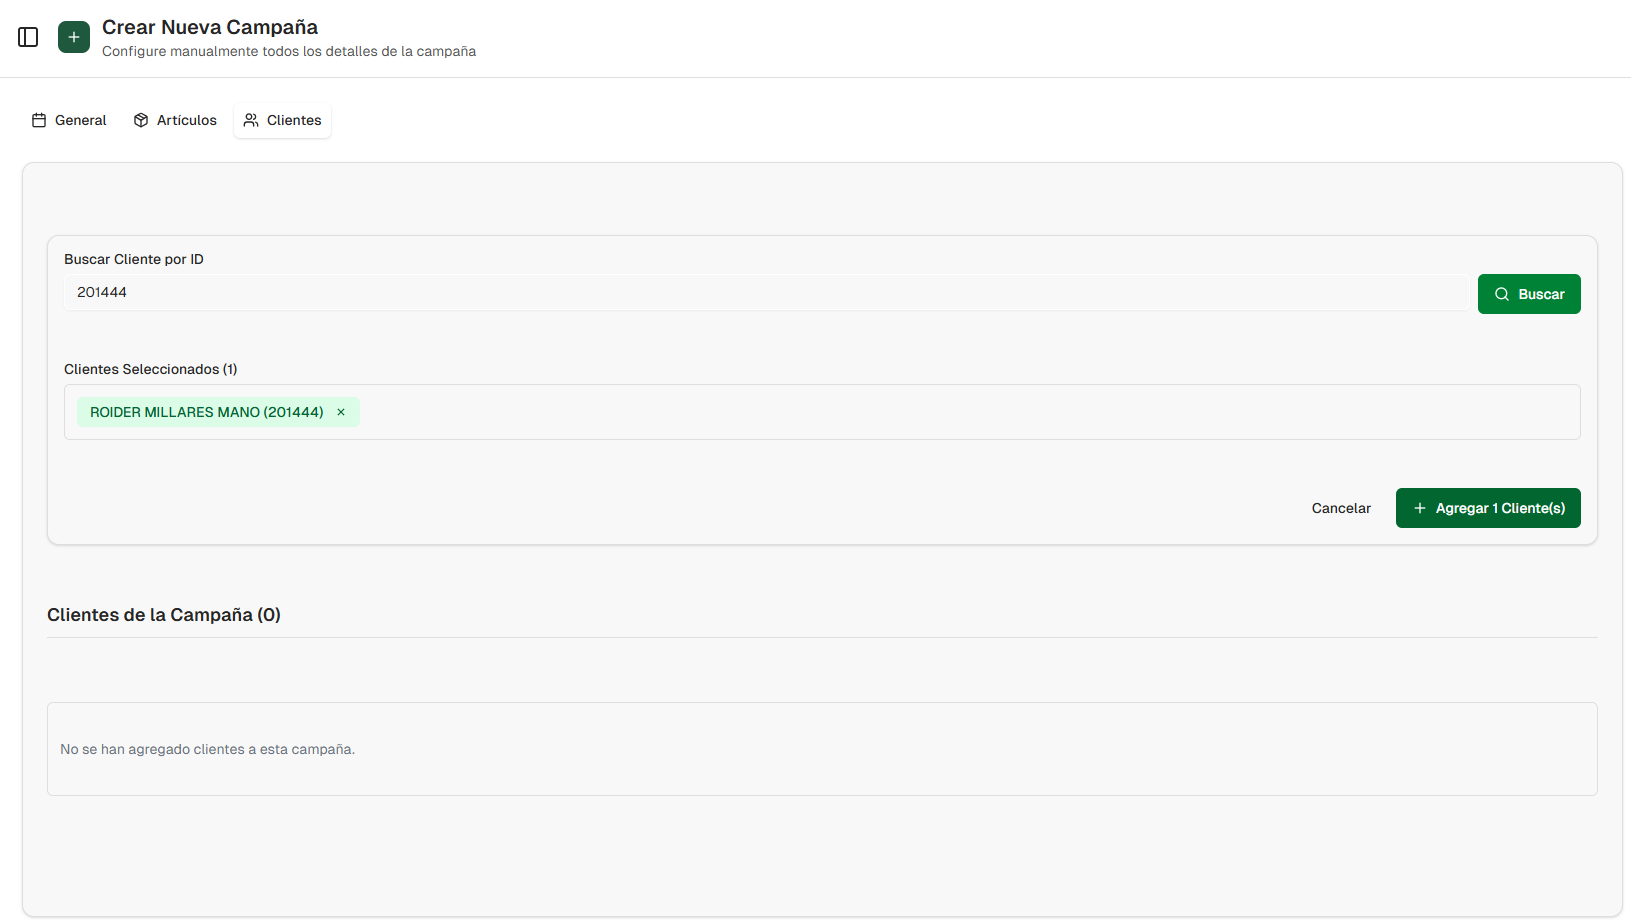 Crear Nueva Campaña
Configure manualmente todos los detalles de la campaña
General
Artículos
Clientes
Buscar Cliente por ID
201444
Buscar
Clientes Seleccionados (1)
ROIDER MILLARES MANO (201444) ×
Cancelar
Agregar 1 Cliente(s)
Clientes de la Campaña (0)
No se han agregado clientes a esta campaña.